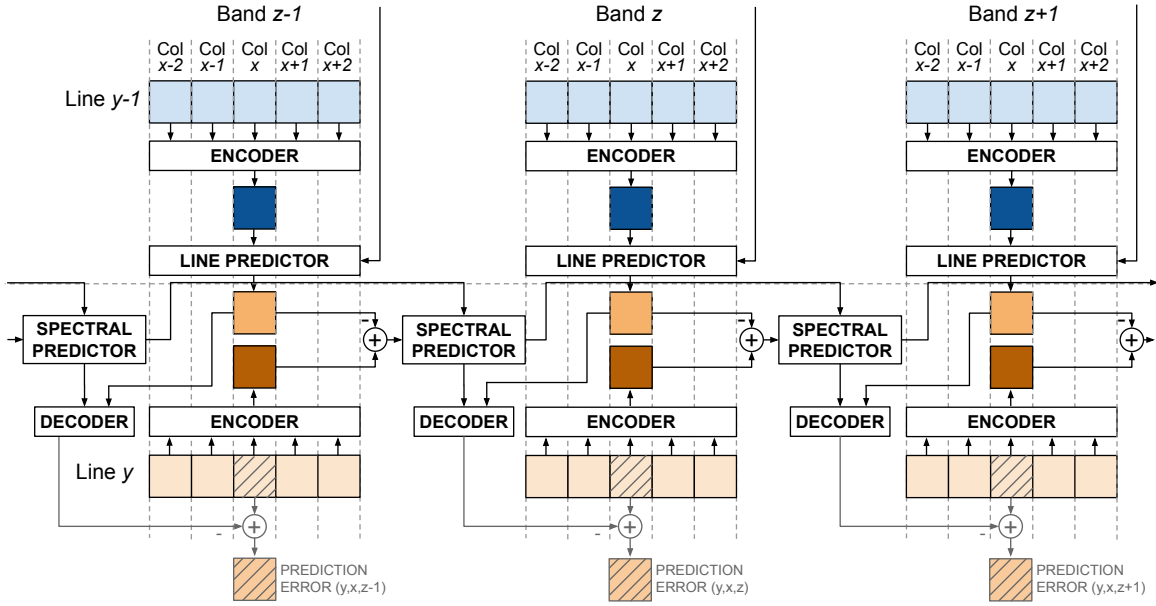 Band z-1 Band z Band z+1
Col Col Col Col Col Col Col Col Col Col Col Col Col Col Col
x-2 x-1 x x+1 x+2 x-2 x-1 x x+1 x+2 x-2 x-1 x x+1 x+2
Line y-1
ENCODER ENCODER ENCODER
LINE PREDICTOR LINE PREDICTOR LINE PREDICTOR
- - -
SPECTRAL + SPECTRAL + SPECTRAL +
PREDICTOR PREDICTOR PREDICTOR
DECODER ENCODER DECODER ENCODER DECODER ENCODER
Line y
+ + +
- - -
PREDICTION PREDICTION PREDICTION
ERROR (y,x,z-1) ERROR (y,x,z) ERROR (y,x,z+1)